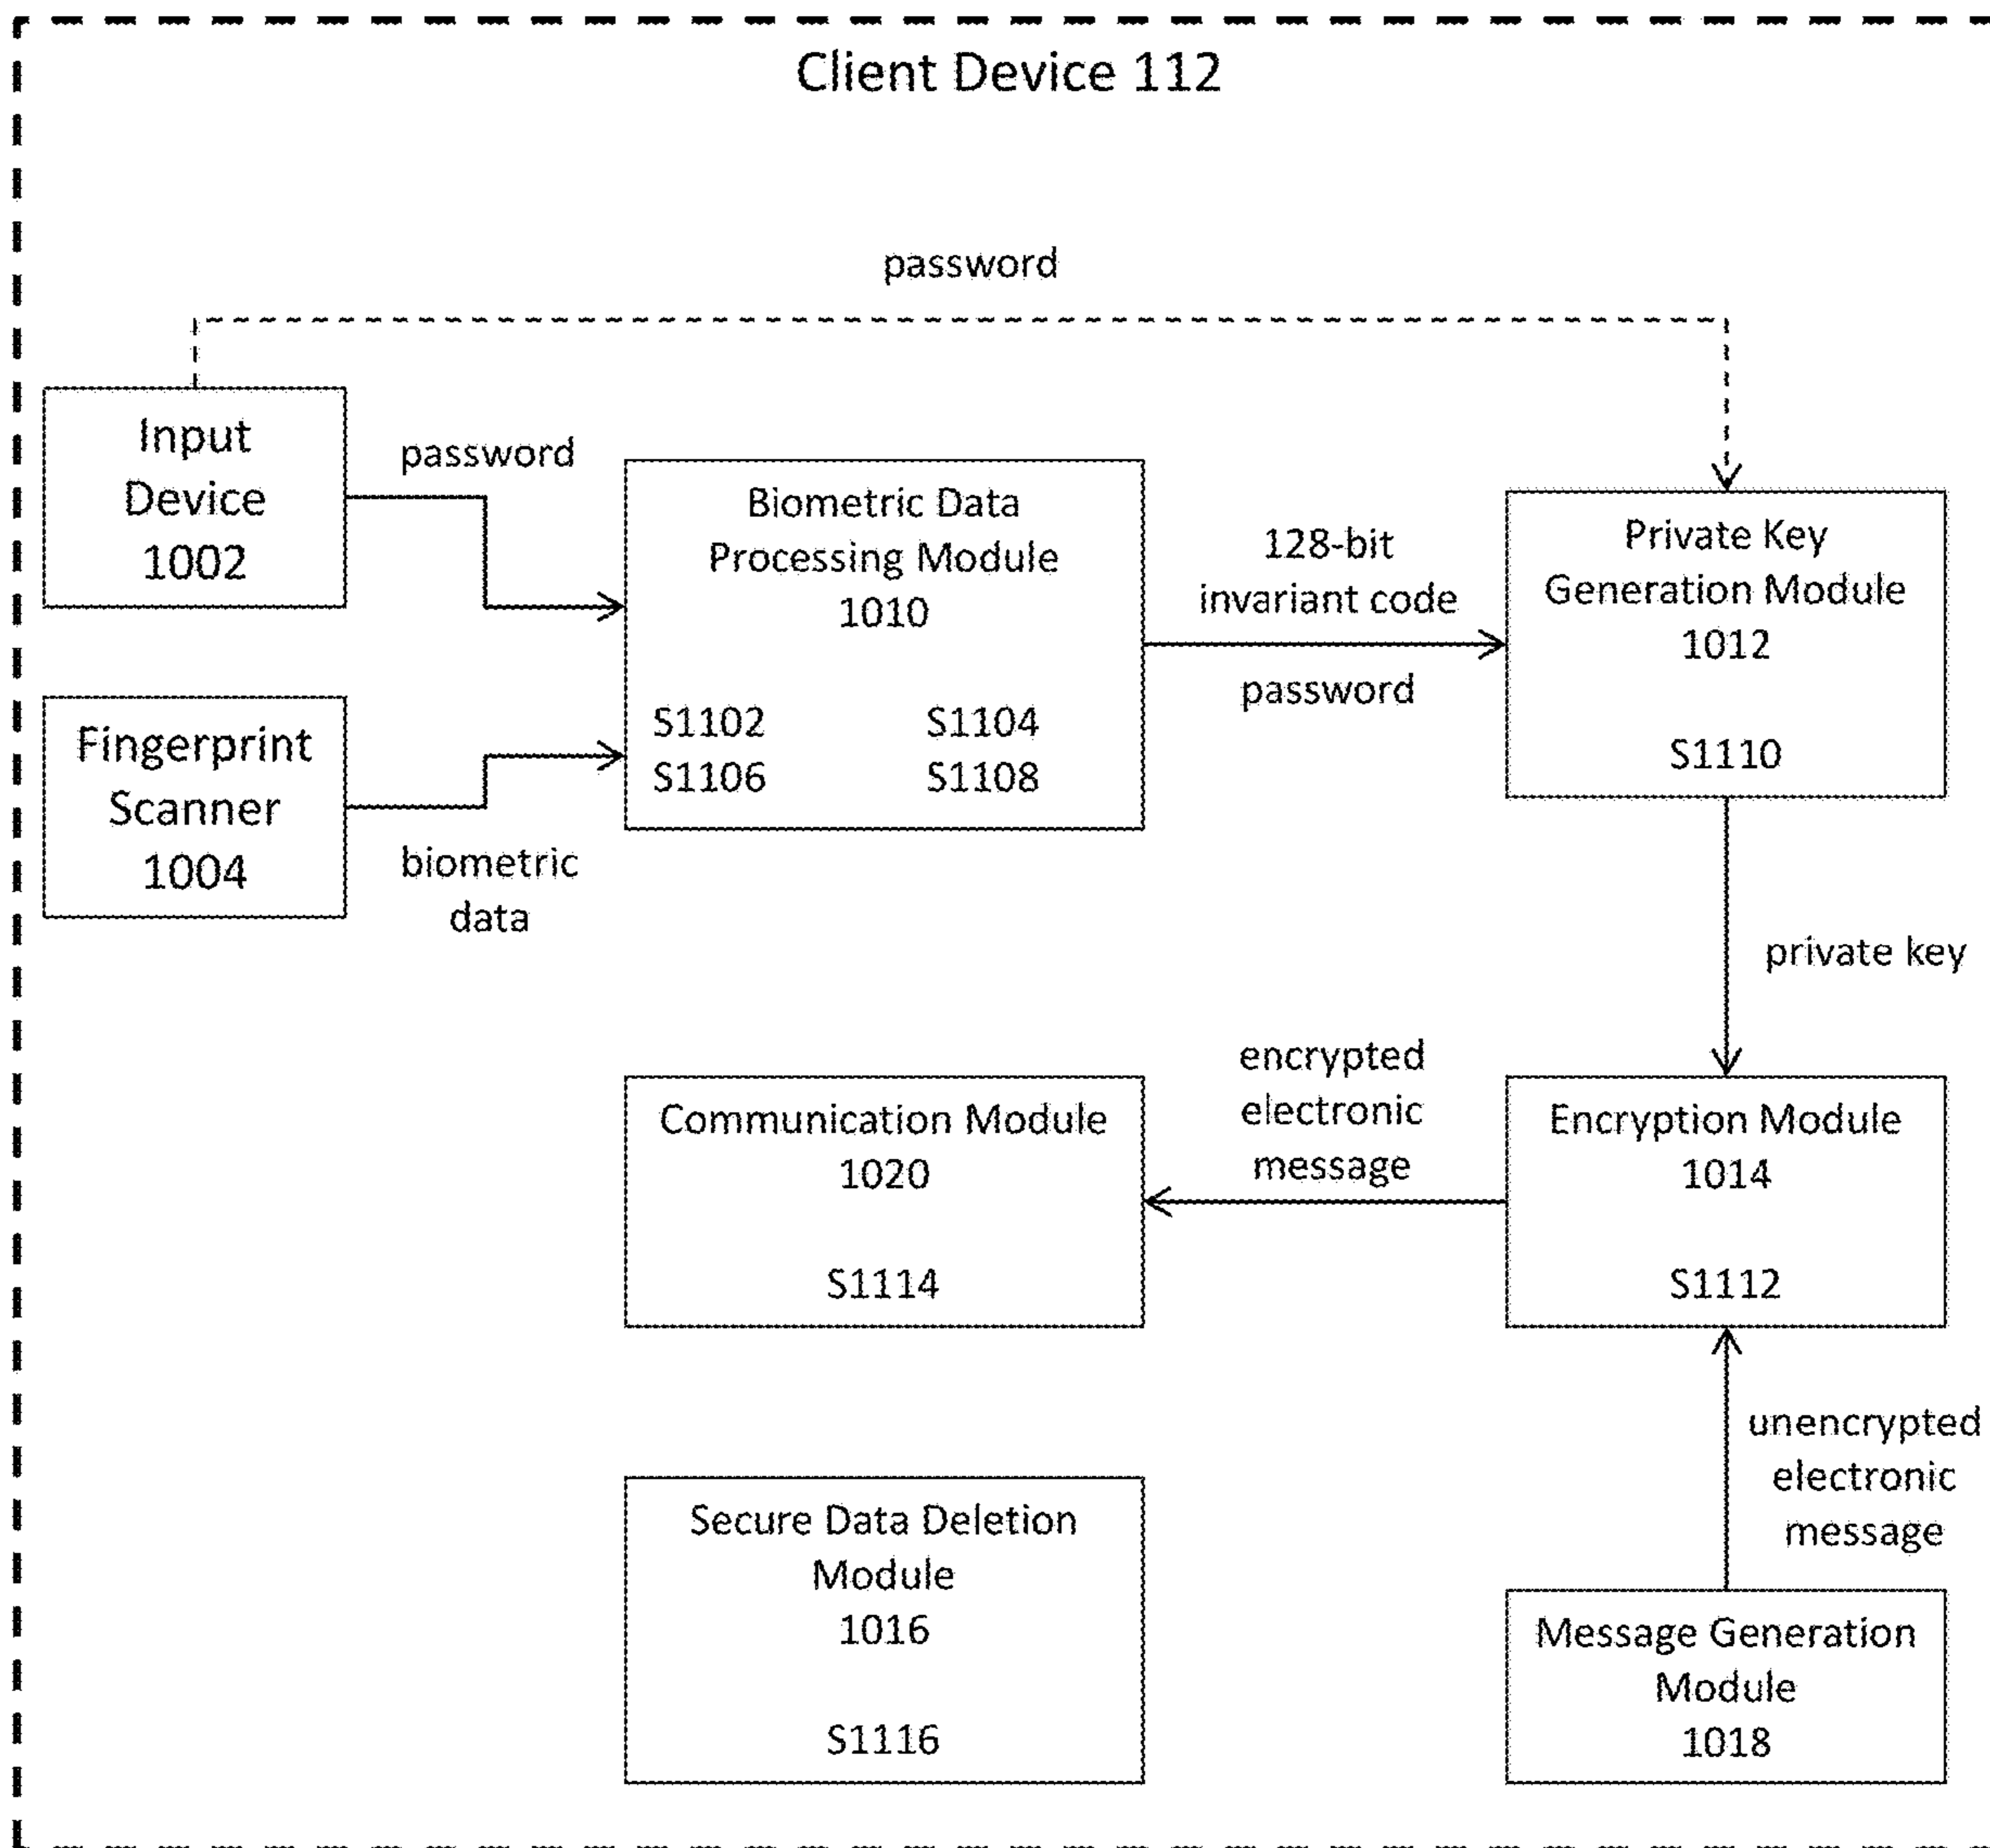 Client Device 112
password
Input
Device
1002
password
Biometric Data
Processing Module
1010
S1102 S1104
S1106 S1108
128-bit
invariant code
password
Private Key
Generation Module
1012
S1110
Fingerprint
Scanner
1004
biometric
data
private key
Communication Module
1020
S1114
encrypted
electronic
message
Encryption Module
1014
S1112
unencrypted
electronic
message
Secure Data Deletion
Module
1016
S1116
Message Generation
Module
1018